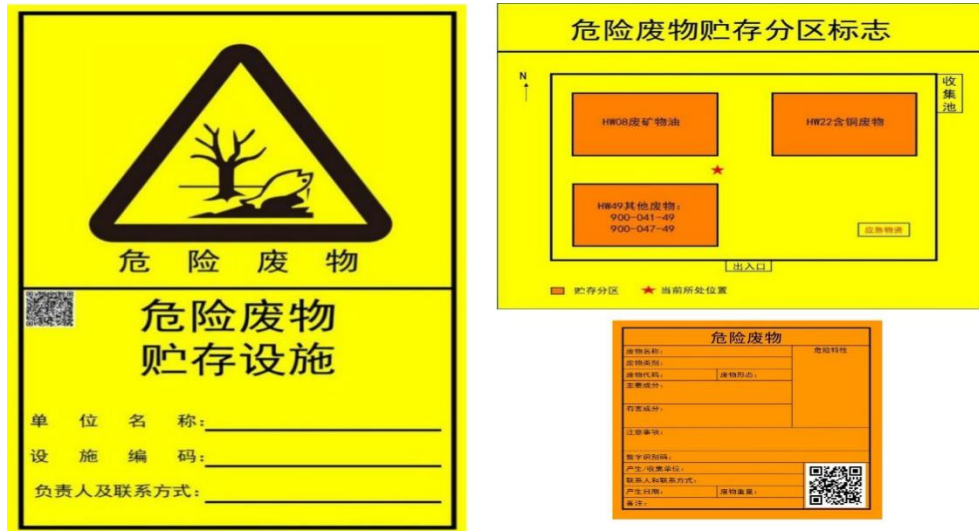 危险废物
危险废物
贮存设施
单位名称:
设施编码:
负责人及联系方式:
危险废物贮存分区标志
N
收集池
HW08废矿物油
HW22含铜废物
HW49其他废物:
900-041-49
900-047-49
应急物资
出入口
贮存分区 ★ 当前所处位置
危险废物
废物名称: 危险特性
废物类别:
废物代码: 废物形态:
主要成分:
有害成分:
注意事项:
数字识别码:
产生/收集单位:
联系人和联系方式:
产生日期: 废物重量:
备注: